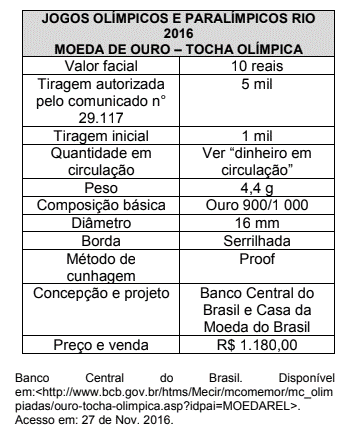 JOGOS OLÍMPICOS E PARALÍMPICOS RIO
2016
MOEDA DE OURO – TOCHA OLÍMPICA
Valor facial 10 reais
Tiragem autorizada 5 mil
pelo comunicado n°
29.117
Tiragem inicial 1 mil
Quantidade em Ver “dinheiro em
circulação circulação”
Peso 4,4 g
Composição básica Ouro 900/1 000
Diâmetro 16 mm
Borda Serrilhada
Método de Proof
cunhagem
Concepção e projeto Banco Central do
Brasil e Casa da
Moeda do Brasil
Preço e venda R$ 1.180,00
Banco Central do Brasil. Disponível
em:<http://www.bcb.gov.br/htms/Mecir/mcomemor/mc_olim
piadas/ouro-tocha-olimpica.asp?idpai=MOEDAREL>.
Acesso em: 27 de Nov. 2016.